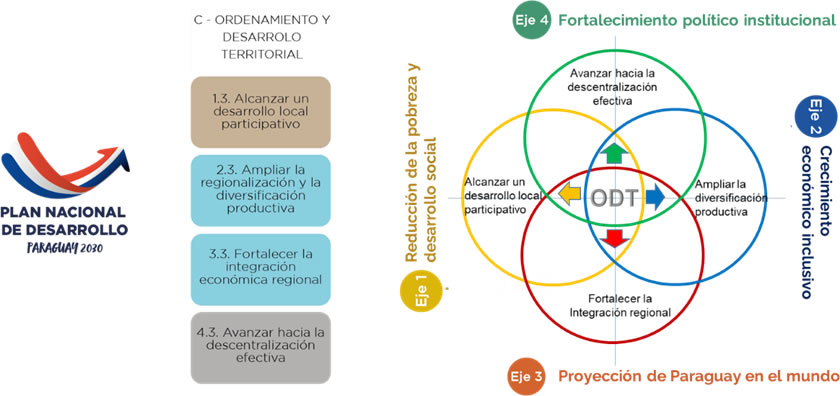 PLAN NACIONAL
DE DESARROLLO
PARAGUAY 2030
C - ORDENAMIENTO Y
DESARROLO
TERRITORIAL
1.3. Alcanzar un
desarrollo local
participativo
2.3. Ampliar la
regionalización y la
diversificación
productiva
3.3. Fortalecer la
integración
económica regional
4.3. Avanzar hacia la
descentralización
efectiva
Eje 4 Fortalecimiento político institucional
Eje 1 Reducción de la pobreza y
desarrollo social
Avanzar hacia la
descentralización
efectiva
Alcanzar un
desarrollo local
participativo
ODT
Ampliar la
diversificación
productiva
Fortalecer la
Integración regional
Eje 2 Crecimiento
económico inclusivo
Eje 3 Proyección de Paraguay en el mundo